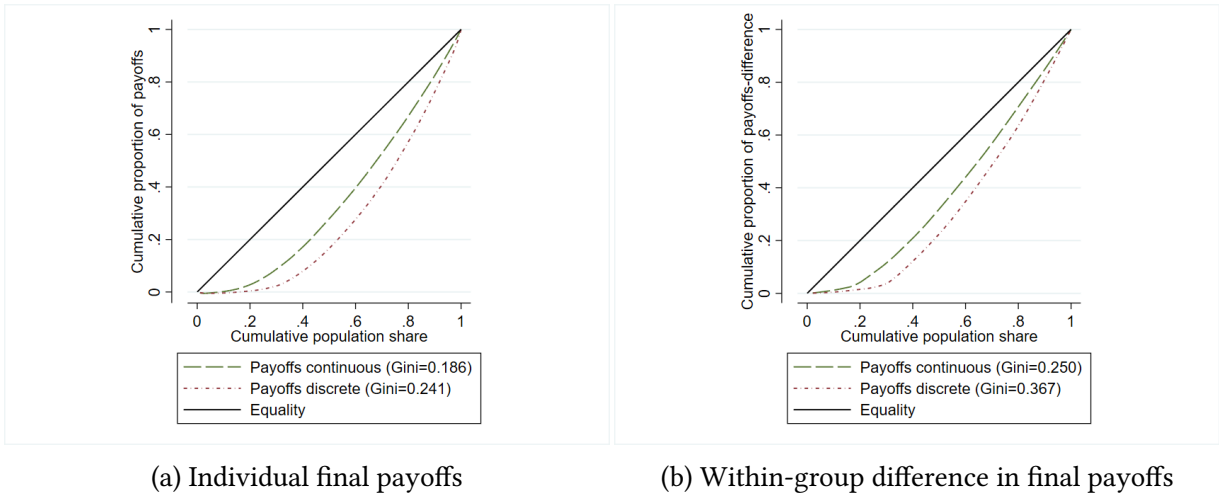 Cumulative proportion of payoffs
1
.8
.6
.4
.2
0
0 .2 .4 .6 .8 1
Cumulative population share
Payoffs continuous (Gini=0.186)
Payoffs discrete (Gini=0.241)
Equality
(a) Individual final payoffs
Cumulative proportion of payoffs-difference
1
.8
.6
.4
.2
0
0 .2 .4 .6 .8 1
Cumulative population share
Payoffs continuous (Gini=0.250)
Payoffs discrete (Gini=0.367)
Equality
(b) Within-group difference in final payoffs